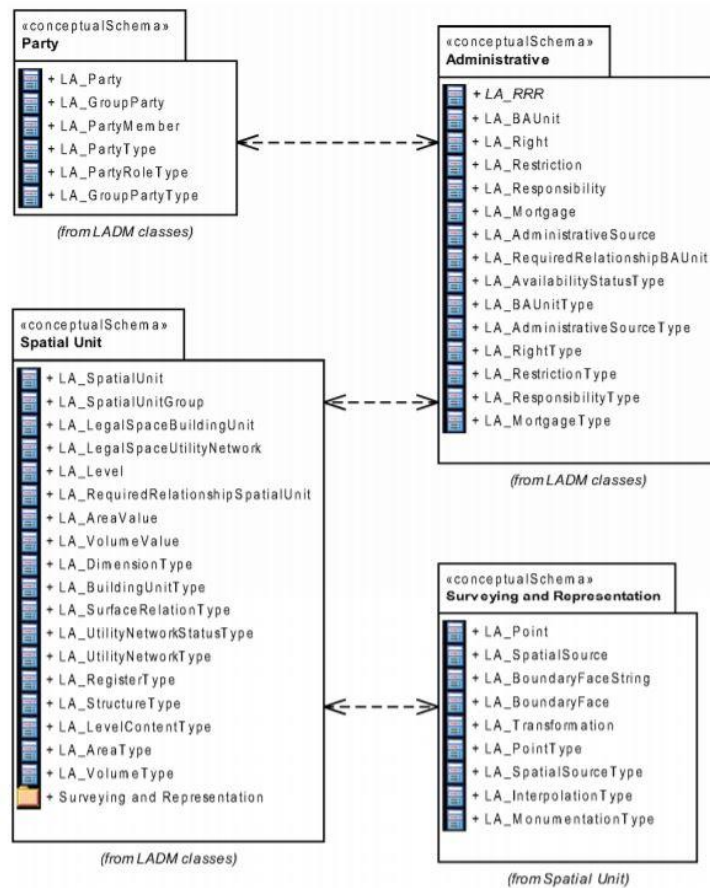 «conceptualSchema»
Party
+ LA_Party
+ LA_GroupParty
+ LA_PartyMember
+ LA_PartyType
+ LA_PartyRoleType
+ LA_GroupPartyType
(from LADM classes)
«conceptualSchema»
Administrative
+ LA_RRR
+ LA_BAUnit
+ LA_Right
+ LA_Restriction
+ LA_Responsibility
+ LA_Mortgage
+ LA_AdministrativeSource
+ LA_RequiredRelationshipBAUnit
+ LA_AvailabilityStatusType
+ LA_BAUnitType
+ LA_AdministrativeSourceType
+ LA_RightType
+ LA_RestrictionType
+ LA_ResponsibilityType
+ LA_MortgageType
(from LADM classes)
«conceptualSchema»
Spatial Unit
+ LA_SpatialUnit
+ LA_SpatialUnitGroup
+ LA_LegalSpaceBuildingUnit
+ LA_LegalSpaceUtilityNetwork
+ LA_Level
+ LA_RequiredRelationshipSpatialUnit
+ LA_AreaValue
+ LA_VolumeValue
+ LA_DimensionType
+ LA_BuildingUnitType
+ LA_SurfaceRelationType
+ LA_UtilityNetworkStatusType
+ LA_UtilityNetworkType
+ LA_RegisterType
+ LA_StructureType
+ LA_LevelContentType
+ LA_AreaType
+ LA_VolumeType
+ Surveying and Representation
(from LADM classes)
«conceptualSchema»
Surveying and Representation
+ LA_Point
+ LA_SpatialSource
+ LA_BoundaryFaceString
+ LA_BoundaryFace
+ LA_Transformation
+ LA_PointType
+ LA_SpatialSourceType
+ LA_InterpolationType
+ LA_MonumentationType
(from Spatial Unit)